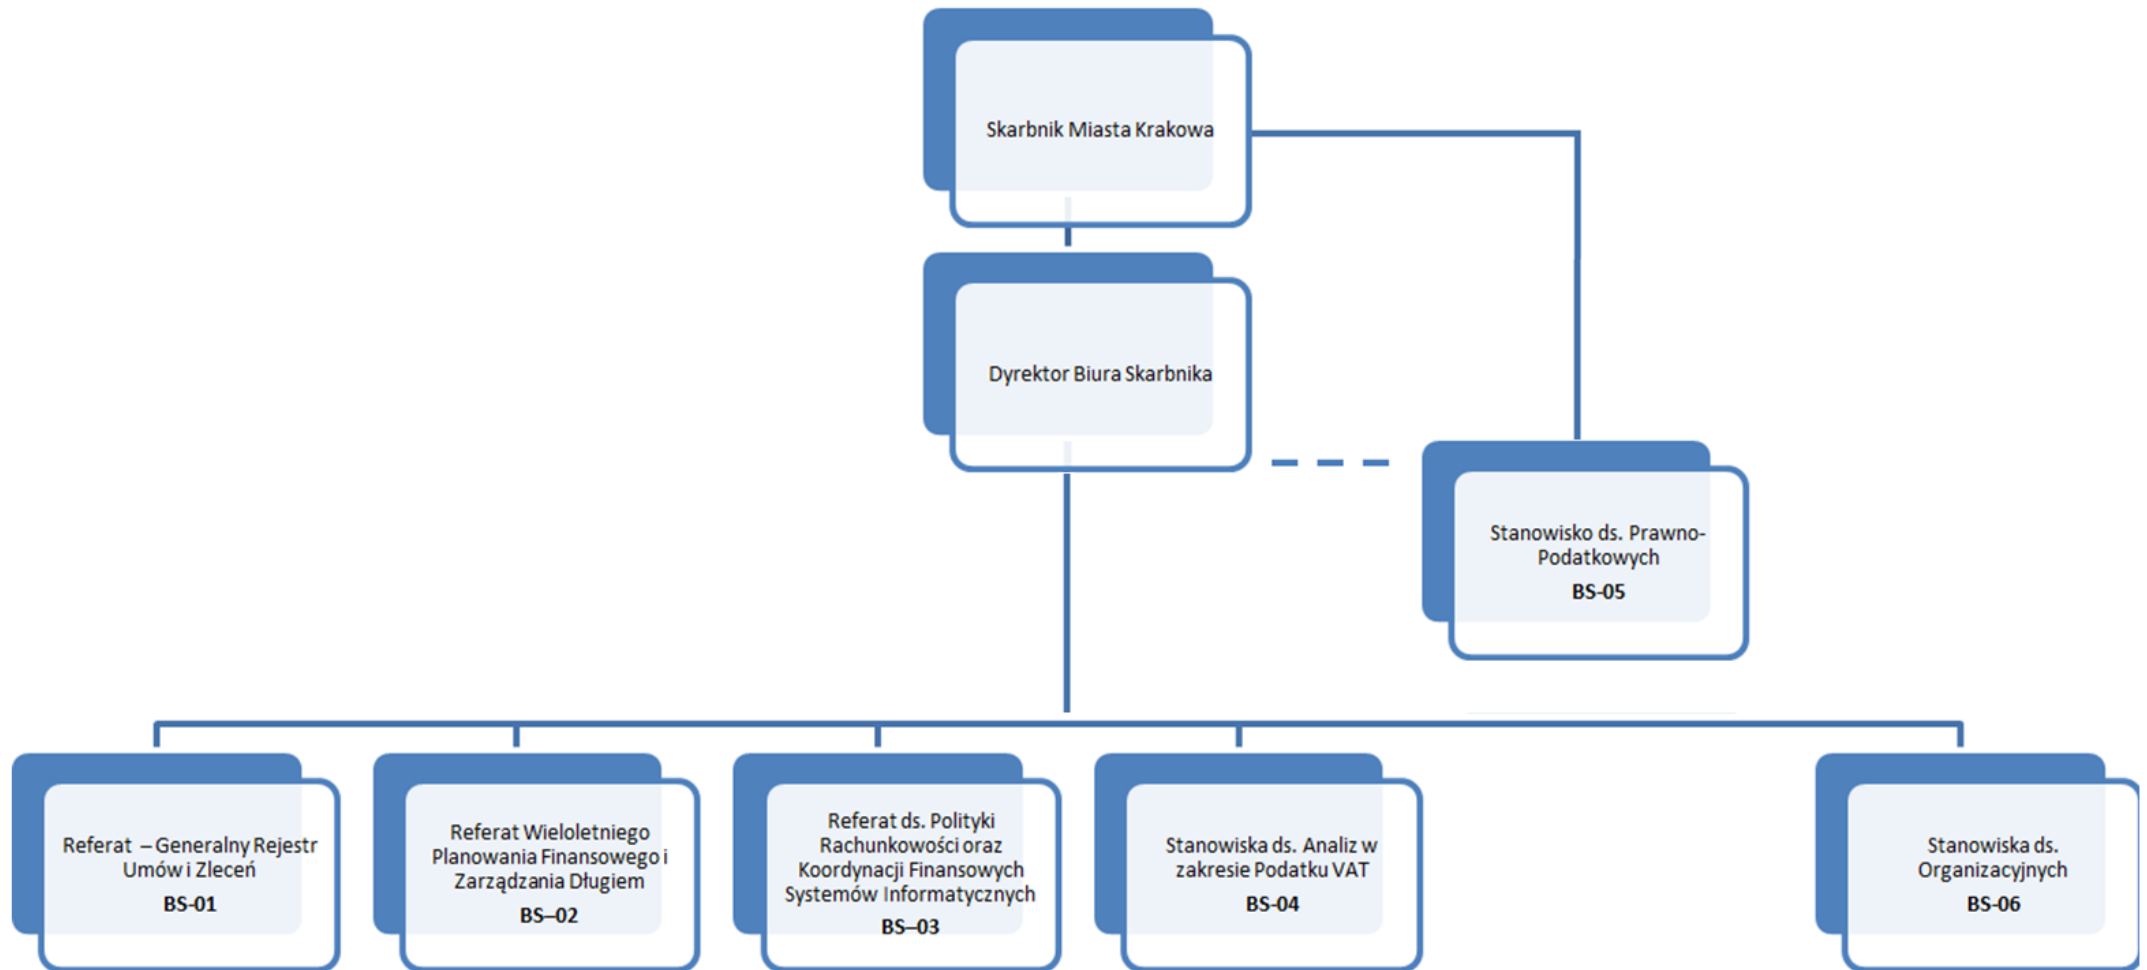 Skarbnik Miasta Krakowa
Dyrektor Biura Skarbnika
Stanowisko ds. Prawno-
Podatkowych
BS-05
Referat – Generalny Rejestr
Umów i Zleceń
BS-01
Referat Wieloletniego
Planowania Finansowego i
Zarządzania Długiem
BS–02
Referat ds. Polityki
Rachunkowości oraz
Koordynacji Finansowych
Systemów Informatycznych
BS–03
Stanowiska ds. Analiz w
zakresie Podatku VAT
BS-04
Stanowiska ds.
Organizacyjnych
BS-06